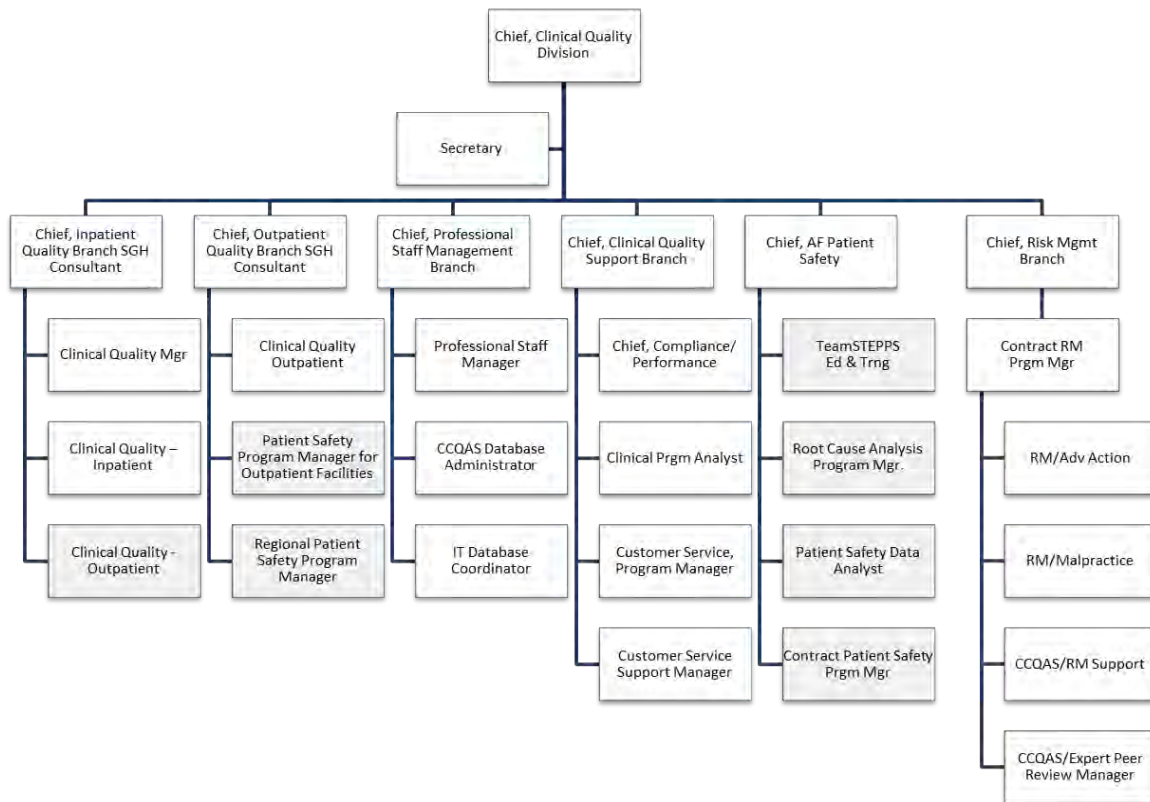 Chief, Clinical Quality
Division
Secretary
Chief, Inpatient
Quality Branch SGH
Consultant
Chief, Outpatient
Quality Branch SGH
Consultant
Chief, Professional
Staff Management
Branch
Chief, Clinical Quality
Support Branch
Chief, AF Patient
Safety
Chief, Risk Mgmt
Branch
Clinical Quality Mgr
Clinical Quality
Outpatient
Professional Staff
Manager
Chief, Compliance/
Performance
TeamSTEPPS
Ed & Trng
Contract RM
Prgm Mgr
Clinical Quality –
Inpatient
Patient Safety
Program Manager for
Outpatient Facilities
CCQAS Database
Administrator
Clinical Prgm Analyst
Root Cause Analysis
Program Mgr.
RM/Adv Action
Clinical Quality -
Outpatient
Regional Patient
Safety Program
Manager
IT Database
Coordinator
Customer Service,
Program Manager
Patient Safety Data
Analyst
RM/Malpractice
Customer Service
Support Manager
Contract Patient Safety
Prgm Mgr
CCQAS/RM Support
CCQAS/Expert Peer
Review Manager